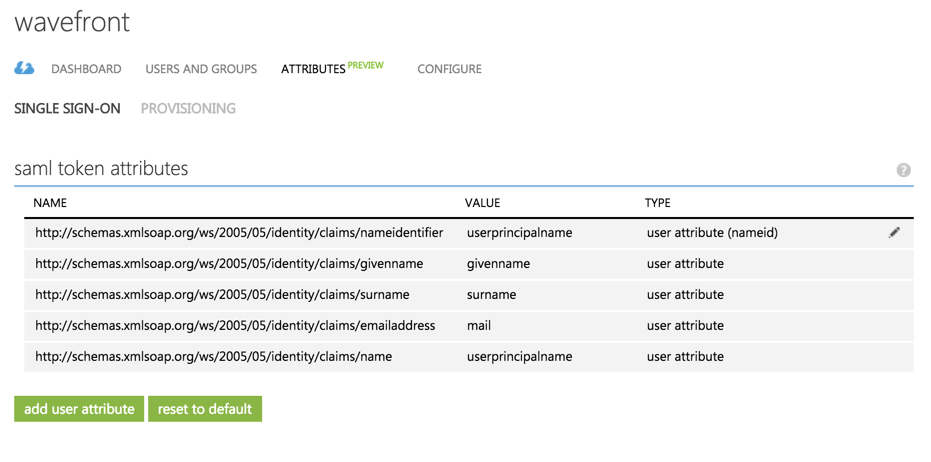 wavefront
DASHBOARD USERS AND GROUPS ATTRIBUTES PREVIEW CONFIGURE
SINGLE SIGN-ON PROVISIONING
saml token attributes ?
NAME VALUE TYPE
http://schemas.xmlsoap.org/ws/2005/05/identity/claims/nameidentifier userprincipalname user attribute (nameid)
http://schemas.xmlsoap.org/ws/2005/05/identity/claims/givenname givenname user attribute
http://schemas.xmlsoap.org/ws/2005/05/identity/claims/surname surname user attribute
http://schemas.xmlsoap.org/ws/2005/05/identity/claims/emailaddress mail user attribute
http://schemas.xmlsoap.org/ws/2005/05/identity/claims/name userprincipalname user attribute
add user attribute reset to default